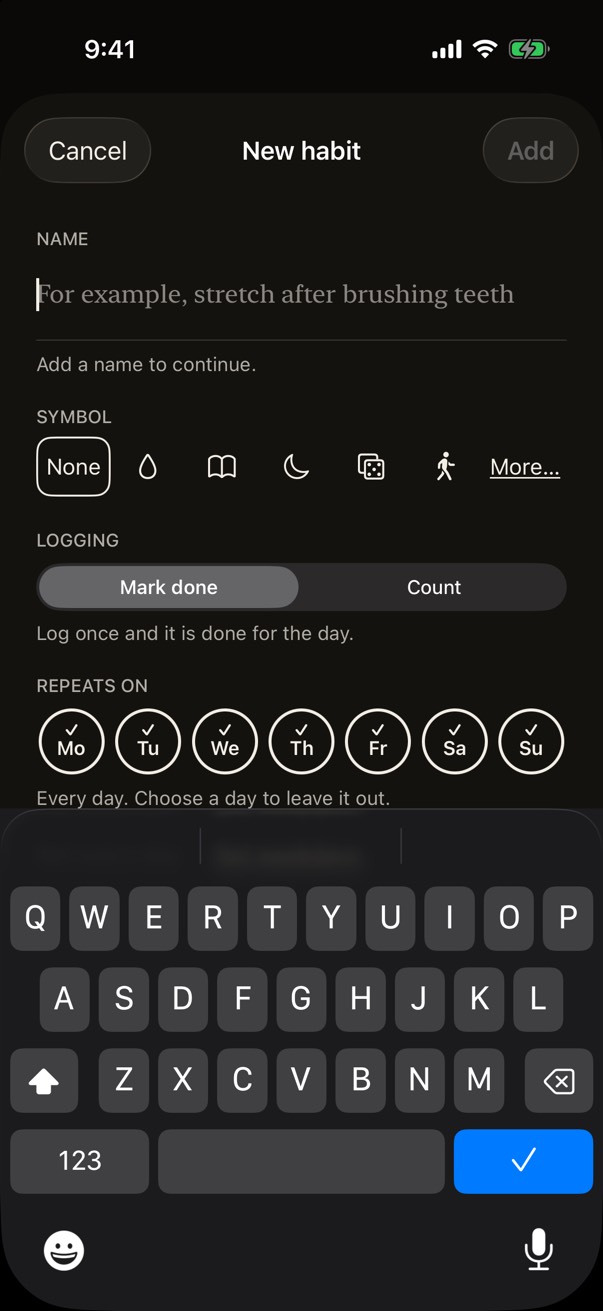 9:41
Cancel New habit Add
NAME
For example, stretch after brushing teeth
Add a name to continue.
SYMBOL
None More...
LOGGING
Mark done Count
Log once and it is done for the day.
REPEATS ON
Mo Tu We Th Fr Sa Su
Every day. Choose a day to leave it out.
Q W E R T Y U I O P
A S D F G H J K L
Z X C V B N M
123